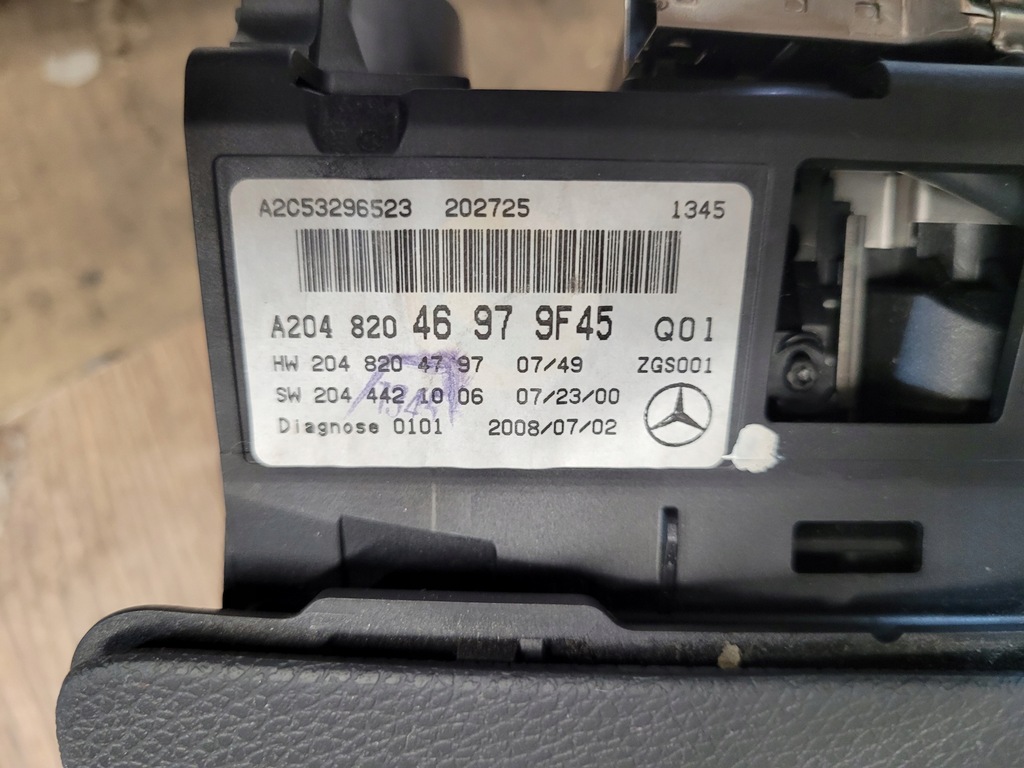 A2C53296523 202725 1345
A204 820 46 97 9F45 Q01
HW 204 820 47 97 07/49 ZGS001
SW 204 442 10 06 07/23/00
Diagnose 0101 2008/07/02